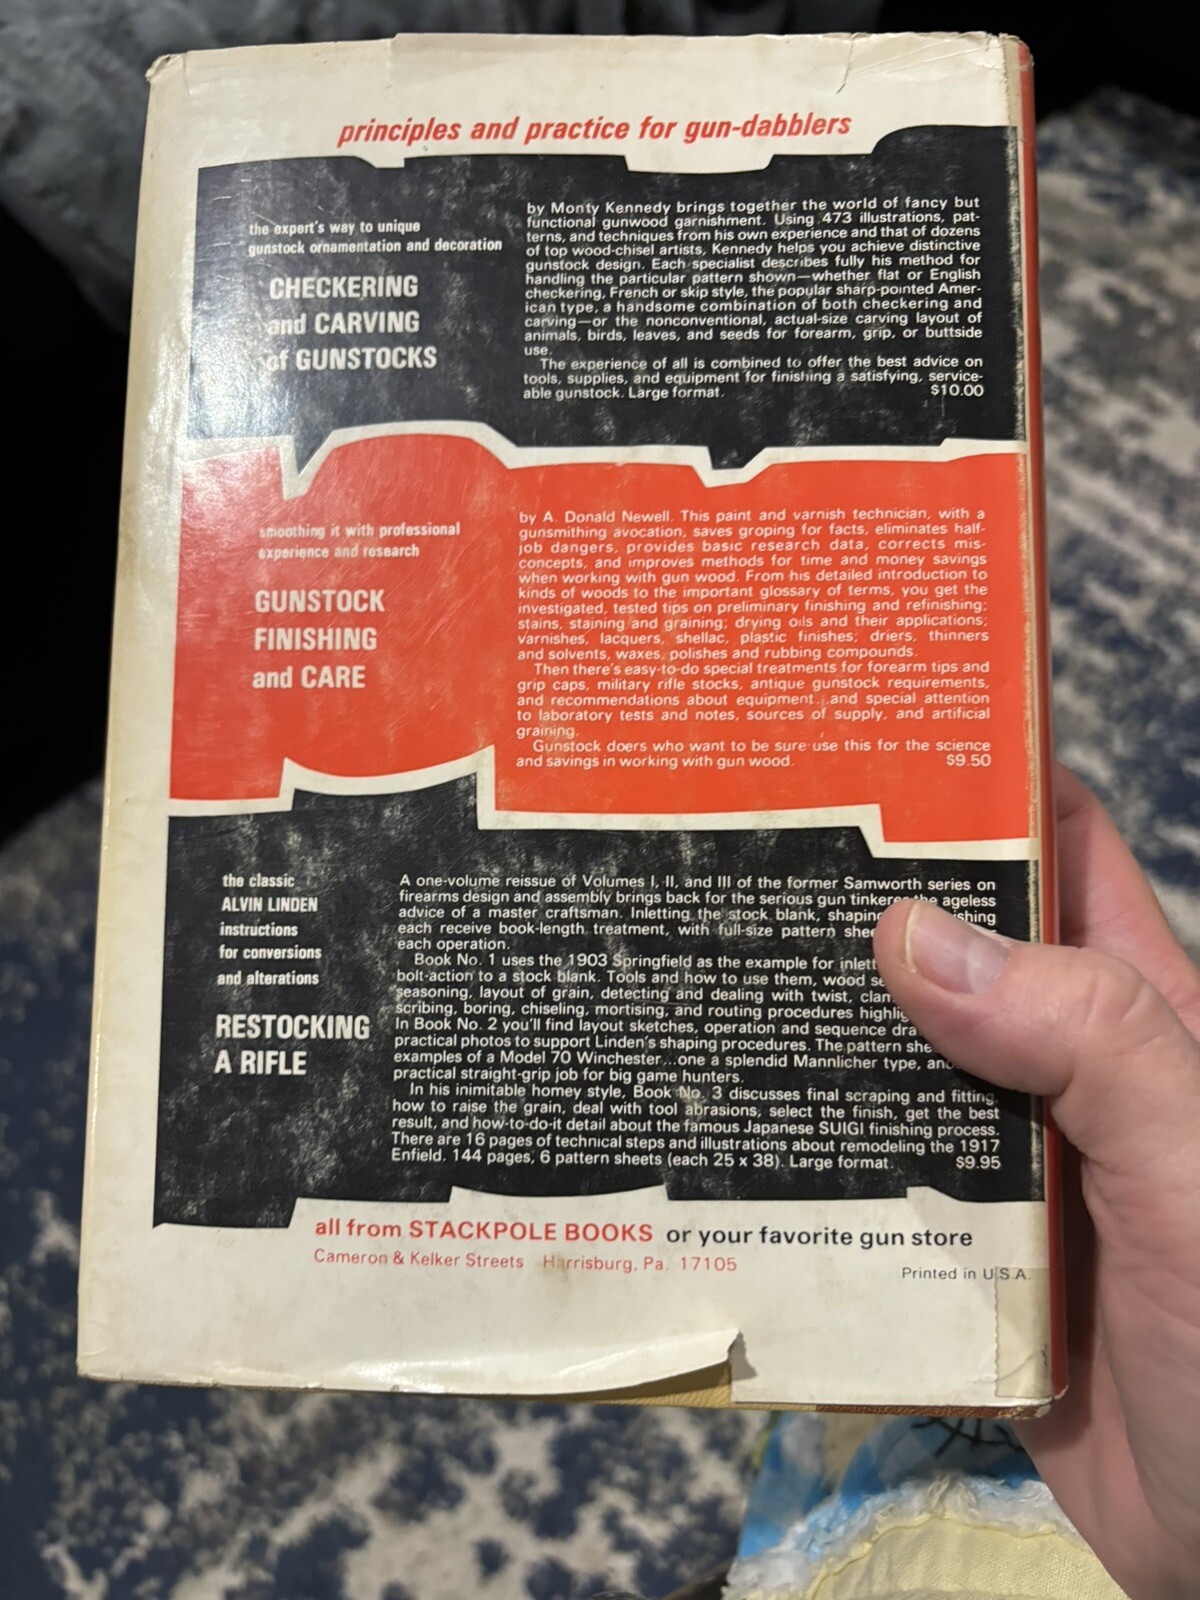 principles and practice for gun-dabblers
the expert's way to unique
gunstock ornamentation and decoration
CHECKERING
and CARVING
of GUNSTOCKS
by Monty Kennedy brings together the world of fancy but
functional gunwood garnishment. Using 473 illustrations, pat-
terns, and techniques from his own experience and that of dozens
of top wood-chisel artists, Kennedy helps you achieve distinctive
gunstock design. Each specialist describes fully his method for
handling the particular pattern shown—whether flat or English
checkering, French or skip style, the popular sharp-pointed Amer-
ican type, a handsome combination of both checkering and
carving—or the nonconventional, actual-size carving layout of
animals, birds, leaves, and seeds for forearm, grip, or buttside
use.
The experience of all is combined to offer the best advice on
tools, supplies, and equipment for finishing a satisfying, service-
able gunstock. Large format. $10.00
smoothing it with professional
experience and research
GUNSTOCK
FINISHING
and CARE
by A. Donald Newell. This paint and varnish technician, with a
gunsmithing avocation, saves groping for facts, eliminates half-
job dangers, provides basic research data, corrects mis-
concepts, and improves methods for time and money savings
when working with gun wood. From his detailed introduction to
kinds of woods to the important glossary of terms, you get the
investigated, tested tips on preliminary finishing and refinishing;
stains, staining and graining; drying oils and their applications;
varnishes, lacquers, shellac, plastic finishes; driers, thinners
and solvents, waxes, polishes and rubbing compounds.
Then there's easy-to-do special treatments for forearm tips and
grip caps, military rifle stocks, antique gunstock requirements,
and recommendations about equipment...and special attention
to laboratory tests and notes, sources of supply, and artificial
graining.
Gunstock doers who want to be sure use this for the science
and savings in working with gun wood. $9.50
the classic
ALVIN LINDEN
instructions
for conversions
and alterations
RESTOCKING
A RIFLE
A one-volume reissue of Volumes I, II, and III of the former Samworth series on
firearms design and assembly brings back for the serious gun tinkerer the ageless
advice of a master craftsman. Inletting the stock blank, shaping
each receive book-length treatment, with full-size pattern
each operation.
Book No. 1 uses the 1903 Springfield as the example for
bolt-action to a stock blank. Tools and how to use them, wood
seasoning, layout of grain, detecting and dealing with twist,
scribing, boring, chiseling, mortising, and routing procedures
In Book No. 2 you'll find layout sketches, operation and sequence
practical photos to support Linden's shaping procedures. The pattern
examples of a Model 70 Winchester...one a splendid Mannlicher type,
practical straight-grip job for big game hunters.
In his inimitable homey style, Book No. 3 discusses final scraping and fitting,
how to raise the grain, deal with tool abrasions, select the finish, get the best
result, and how-to-do-it detail about the famous Japanese SUIGI finishing process.
There are 16 pages of technical steps and illustrations about remodeling the 1917
Enfield. 144 pages, 6 pattern sheets (each 25 x 38). Large format. $9.95
all from STACKPOLE BOOKS or your favorite gun store
Cameron & Kelker Streets Harrisburg, Pa. 17105
Printed in U.S.A.